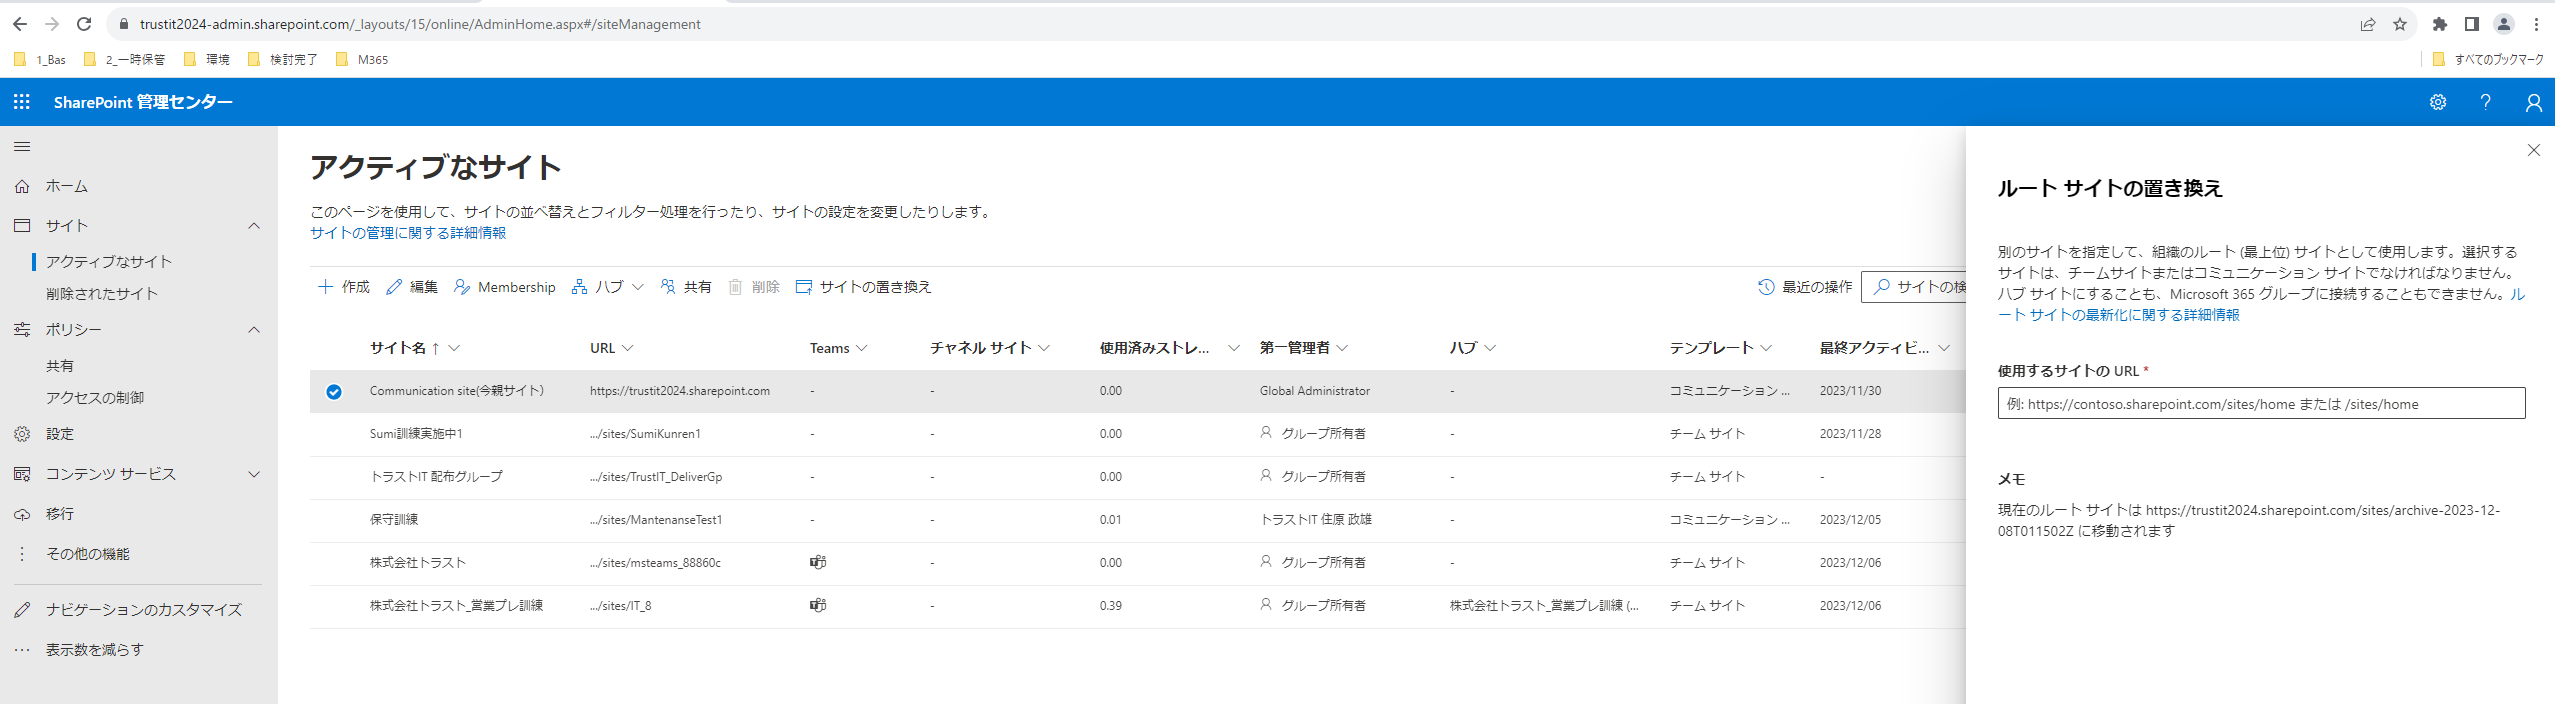 trustit2024-admin.sharepoint.com/_layouts/15/online/AdminHome.aspx#/siteManagement
1_Bas 2_一時保管 環境 検討完了 M365 すべてのブックマーク
SharePoint 管理センター
ホーム
サイト
アクティブなサイト
削除されたサイト
ポリシー
共有
アクセスの制御
設定
コンテンツ サービス
移行
その他の機能
ナビゲーションのカスタマイズ
表示数を減らす
アクティブなサイト
このページを使用して、サイトの並べ替えとフィルター処理を行ったり、サイトの設定を変更したりします。
サイトの管理に関する詳細情報
作成 編集 Membership ハブ 共有 削除 サイトの置き換え 最近の操作 サイトの検
サイト名 ↑ URL Teams チャネル サイト 使用済みストレ... 第一管理者 ハブ テンプレート 最終アクティビ...
Communication site(今親サイト) https://trustit2024.sharepoint.com - - 0.00 Global Administrator - コミュニケーション ... 2023/11/30
Sumi訓練実施中1 .../sites/SumiKunren1 - - 0.00 グループ所有者 - チーム サイト 2023/11/28
トラストIT 配布グループ .../sites/TrustIT_DeliverGp - - 0.00 グループ所有者 - チーム サイト -
保守訓練 .../sites/MantenanseTest1 - - 0.01 トラストIT 住原 政雄 - コミュニケーション ... 2023/12/05
株式会社トラスト .../sites/msteams_88860c - 0.00 グループ所有者 - チーム サイト 2023/12/06
株式会社トラスト_営業プレ訓練 .../sites/IT_8 - 0.39 グループ所有者 株式会社トラスト_営業プレ訓練 (... チーム サイト 2023/12/06
ルート サイトの置き換え
別のサイトを指定して、組織のルート (最上位) サイトとして使用します。選択する
サイトは、チームサイトまたはコミュニケーション サイトでなければなりません。
ハブ サイトにすることも、Microsoft 365 グループに接続することもできません。ル
ート サイトの最新化に関する詳細情報
使用するサイトの URL *
例: https://contoso.sharepoint.com/sites/home または /sites/home
メモ
現在のルート サイトは https://trustit2024.sharepoint.com/sites/archive-2023-12-
08T011502Z に移動されます